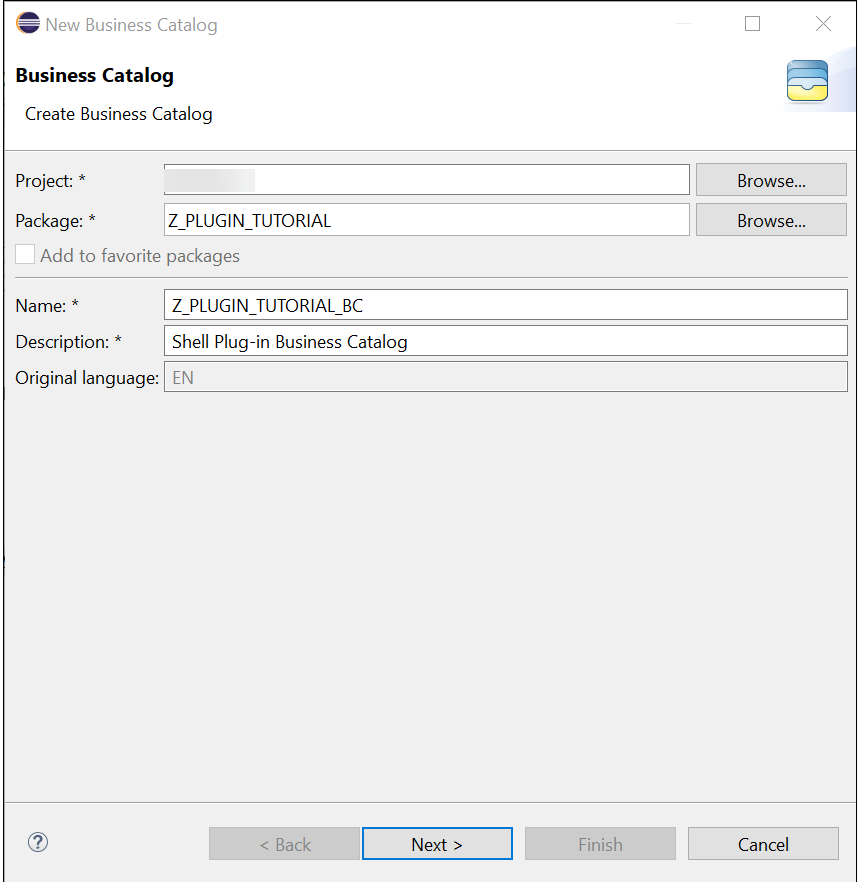 New Business Catalog
Business Catalog
Create Business Catalog
Project: * Browse...
Package: * Z_PLUGIN_TUTORIAL Browse...
Add to favorite packages
Name: * Z_PLUGIN_TUTORIAL_BC
Description: * Shell Plug-in Business Catalog
Original language: EN
? < Back Next > Finish Cancel